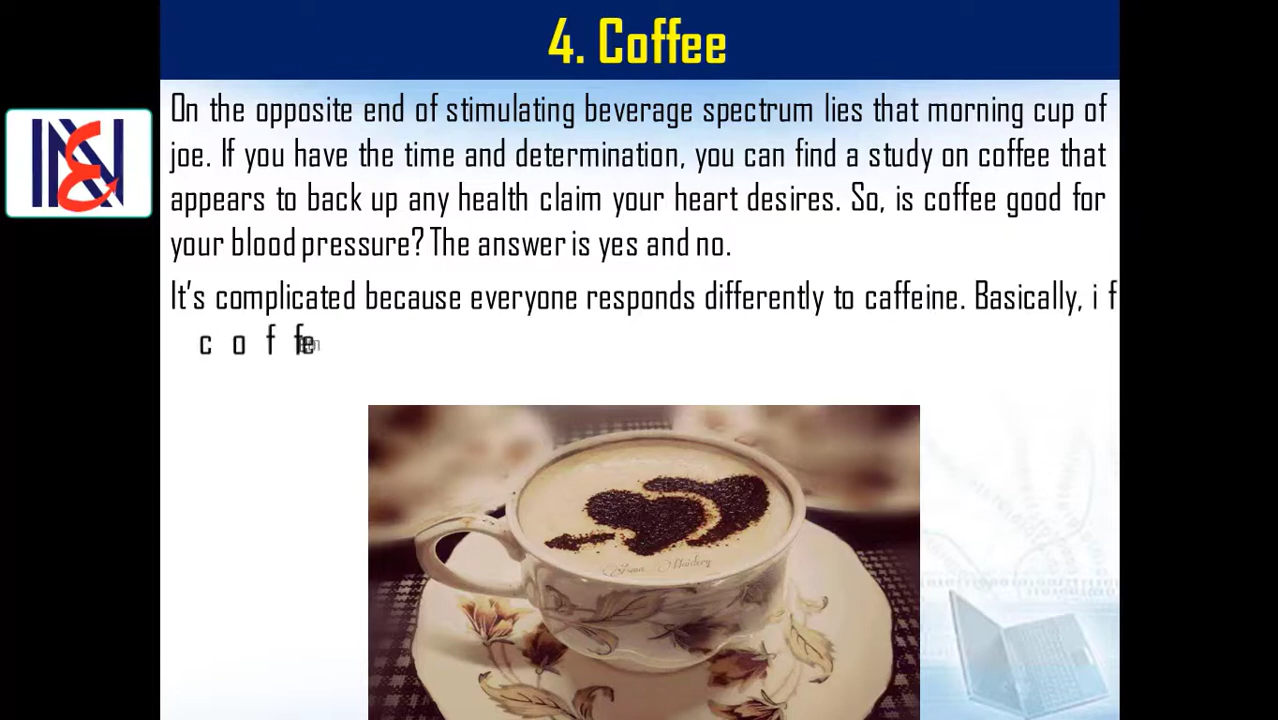 4. Coffee
On the opposite end of stimulating beverage spectrum lies that morning cup of
joe. If you have the time and determination, you can find a study on coffee that
appears to back up any health claim your heart desires. So, is coffee good for
your blood pressure? The answer is yes and no.
It's complicated because everyone responds differently to caffeine. Basically, i f
c o f fe